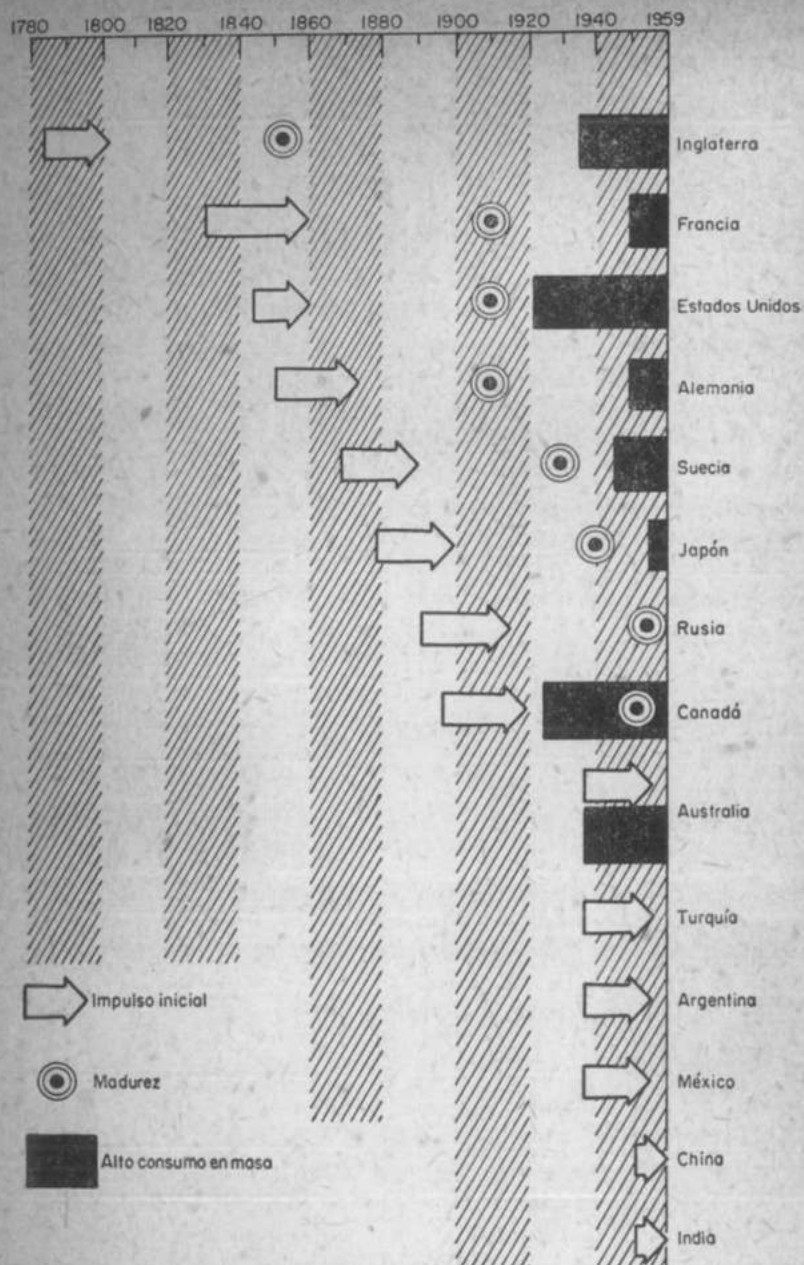 1780 1800 1820 1840 1860 1880 1900 1920 1940 1959
Inglaterra
Francia
Estados Unidos
Alemania
Suecia
Japón
Rusia
Canadá
Australia
Turquía
Argentina
Impulso inicial
México
Madurez
China
Alto consumo en masa
India